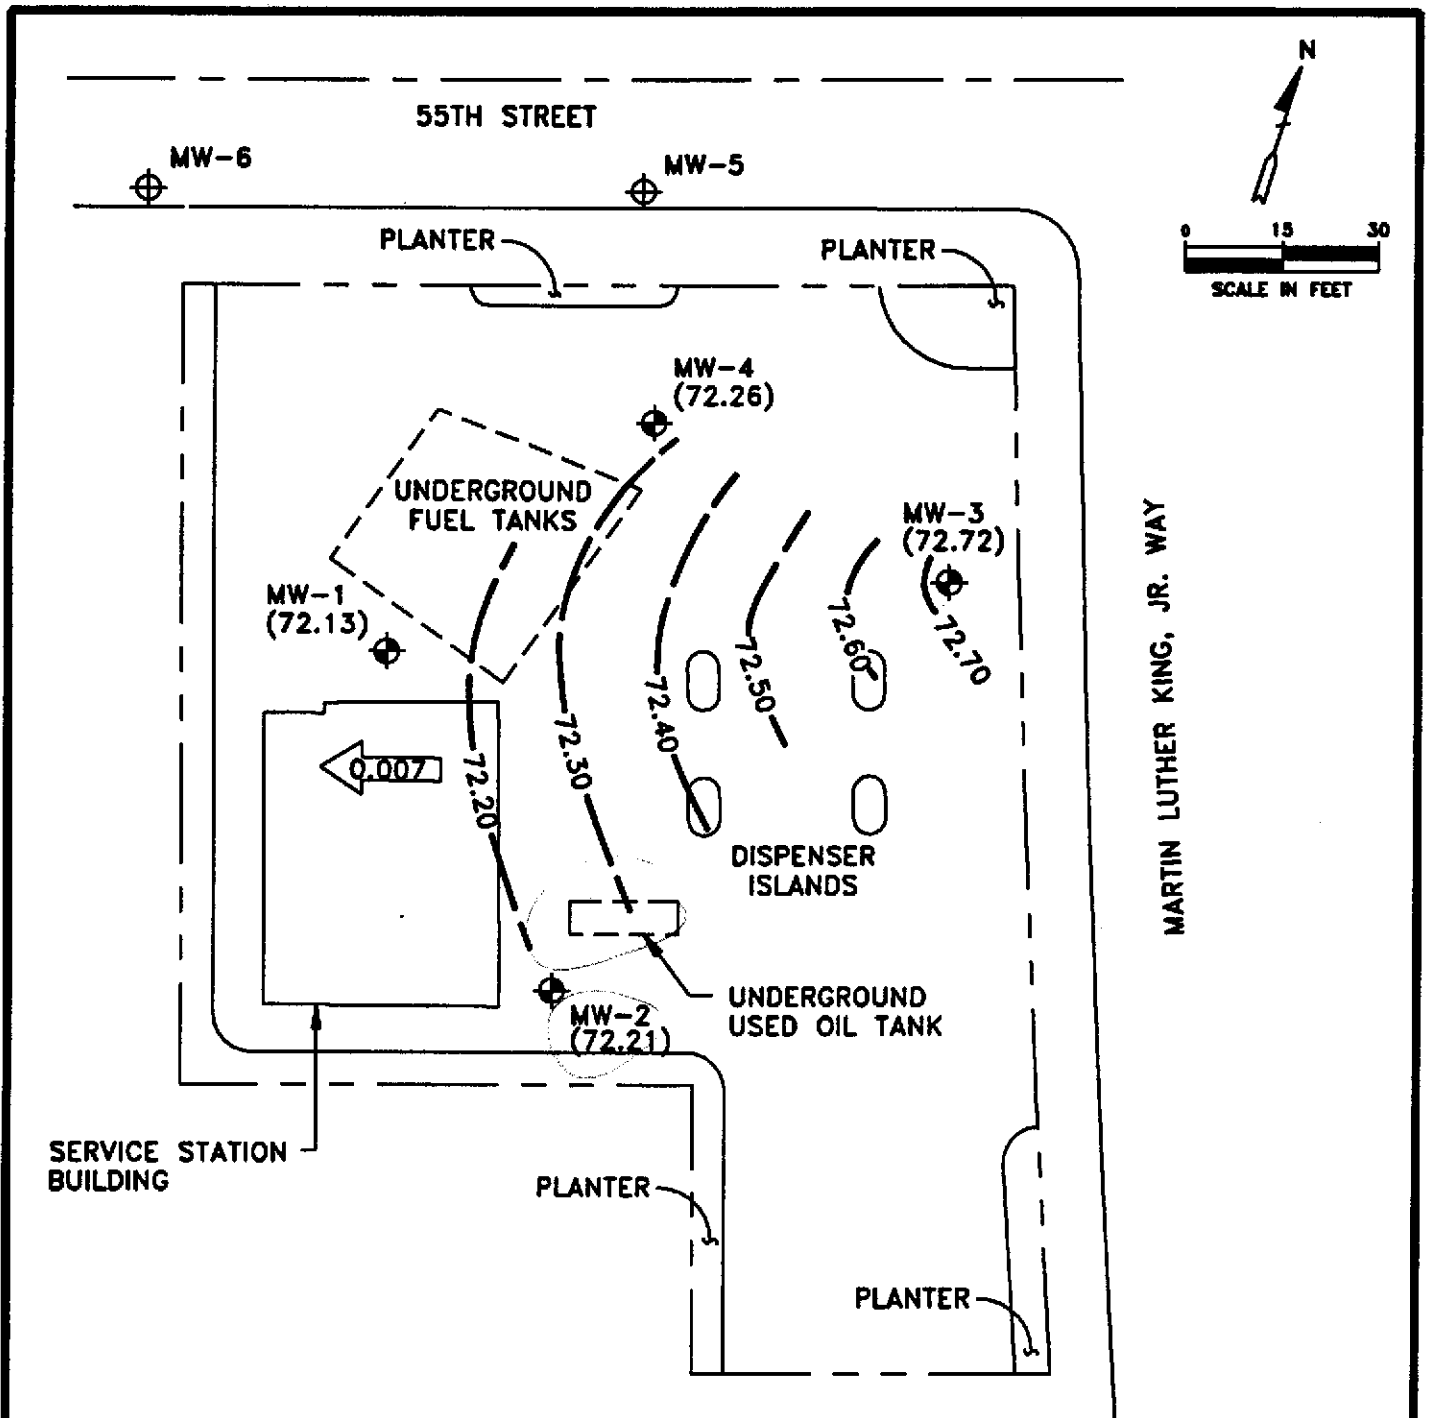 N
55TH STREET
MW-6
MW-5
0 15 30
SCALE IN FEET
PLANTER
PLANTER
MW-4
(72.26)
UNDERGROUND
FUEL TANKS
MW-3
(72.72)
MW-1
(72.13)
72.20
72.30
72.40
72.50
72.60
72.70
0.007
MARTIN LUTHER KING, JR. WAY
DISPENSER
ISLANDS
UNDERGROUND
USED OIL TANK
MW-2
(72.21)
SERVICE STATION
BUILDING
PLANTER
PLANTER